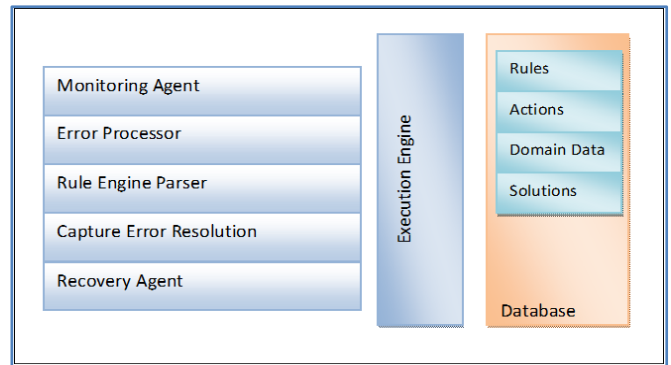 Monitoring Agent
Error Processor
Rule Engine Parser
Capture Error Resolution
Recovery Agent
Execution Engine
Rules
Actions
Domain Data
Solutions
Database